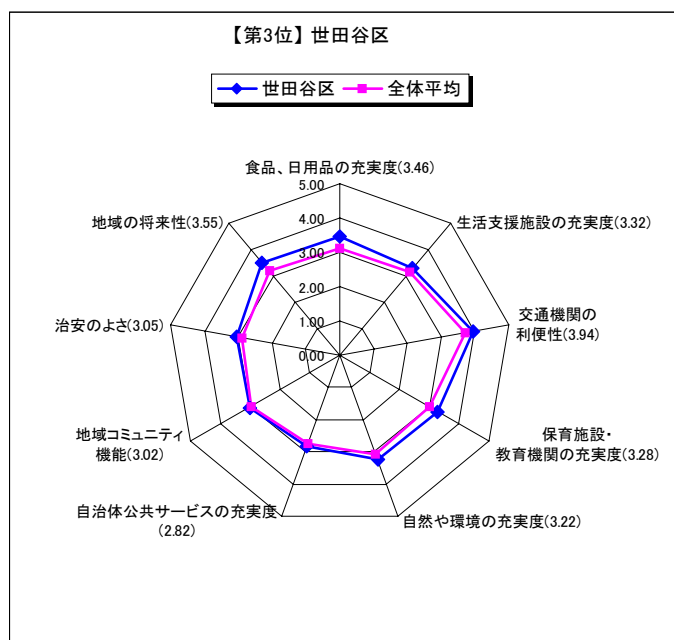 【第3位】世田谷区
世田谷区 全体平均
食品、日用品の充実度(3.46)
生活支援施設の充実度(3.32)
交通機関の
利便性(3.94)
保育施設・
教育機関の充実度(3.28)
自然や環境の充実度(3.22)
自治体公共サービスの充実度
(2.82)
地域コミュニティ
機能(3.02)
治安のよさ(3.05)
地域の将来性(3.55)
5.00
4.00
3.00
2.00
1.00
0.00